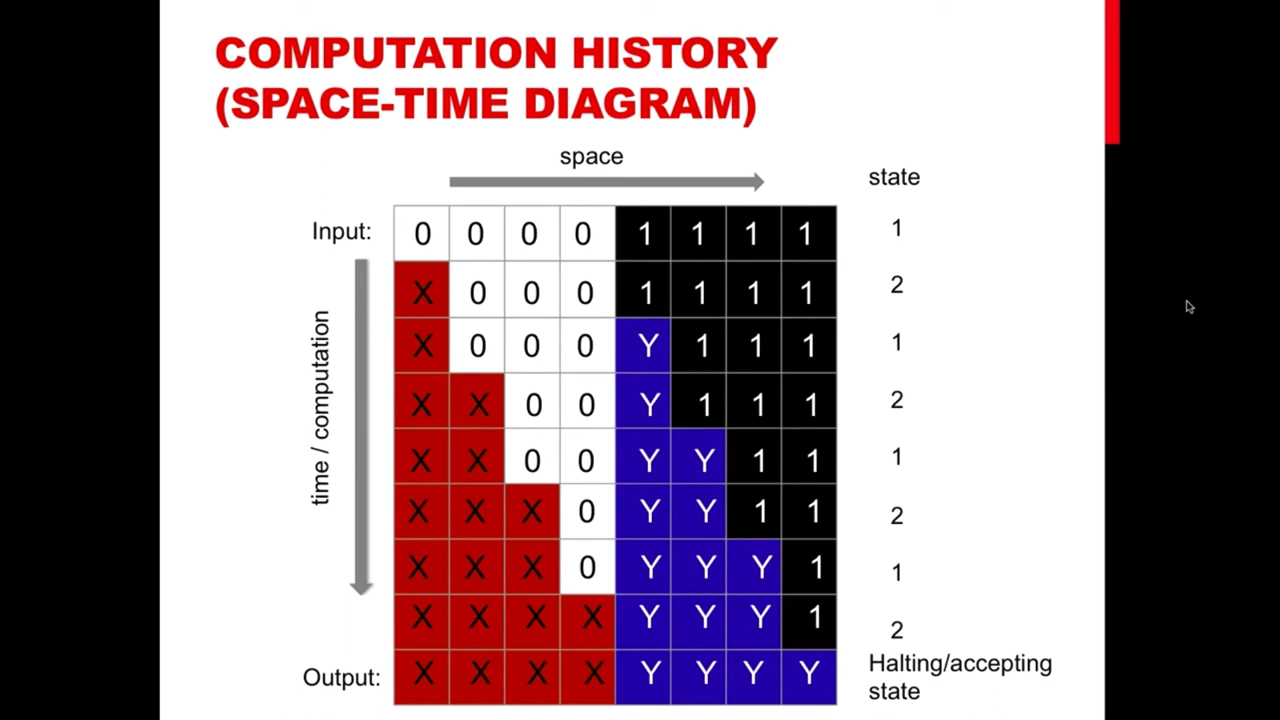 COMPUTATION HISTORY
(SPACE-TIME DIAGRAM)
space
state
Input: 0 0 0 0 1 1 1 1 1
X 0 0 0 1 1 1 1 2
X 0 0 0 Y 1 1 1 1
X X 0 0 Y 1 1 1 2
X X 0 0 Y Y 1 1 1
X X X 0 Y Y 1 1 2
X X X 0 Y Y Y 1 1
X X X X Y Y Y 1 2
Output: X X X X Y Y Y Y Halting/accepting
state
time / computation